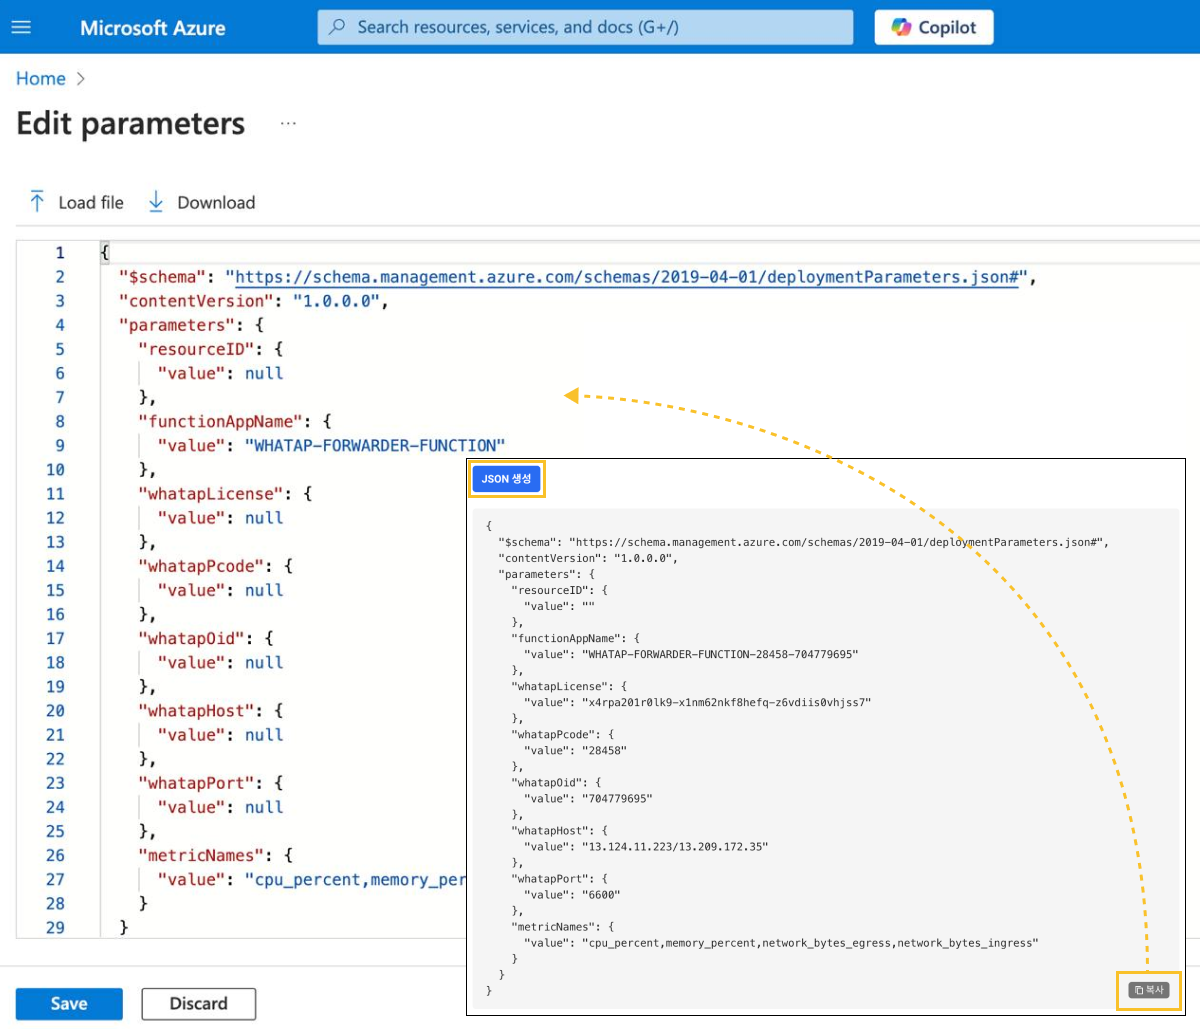 Microsoft Azure
Search resources, services, and docs (G+/)
Copilot
Home
Edit parameters
...
Load file
Download
1 {
2 "$schema": "https://schema.management.azure.com/schemas/2019-04-01/deploymentParameters.json#",
3 "contentVersion": "1.0.0.0",
4 "parameters": {
5 "resourceID": {
6 "value": null
7 },
8 "functionAppName": {
9 "value": "WHATAP-FORWARDER-FUNCTION"
10 },
11 "whatapLicense": {
12 "value": null
13 },
14 "whatapPcode": {
15 "value": null
16 },
17 "whatapOid": {
18 "value": null
19 },
20 "whatapHost": {
21 "value": null
22 },
23 "whatapPort": {
24 "value": null
25 },
26 "metricNames": {
27 "value": "cpu_percent,memory_per
28 }
29 }
Save
Discard
JSON 생성
{
"$schema": "https://schema.management.azure.com/schemas/2019-04-01/deploymentParameters.json#",
"contentVersion": "1.0.0.0",
"parameters": {
"resourceID": {
"value": ""
},
"functionAppName": {
"value": "WHATAP-FORWARDER-FUNCTION-28458-704779695"
},
"whatapLicense": {
"value": "x4rpa201r0lk9-x1nm62nkf8hefq-z6vdiis0vhjss7"
},
"whatapPcode": {
"value": "28458"
},
"whatapOid": {
"value": "704779695"
},
"whatapHost": {
"value": "13.124.11.223/13.209.172.35"
},
"whatapPort": {
"value": "6600"
},
"metricNames": {
"value": "cpu_percent,memory_percent,network_bytes_egress,network_bytes_ingress"
}
}
}
복사